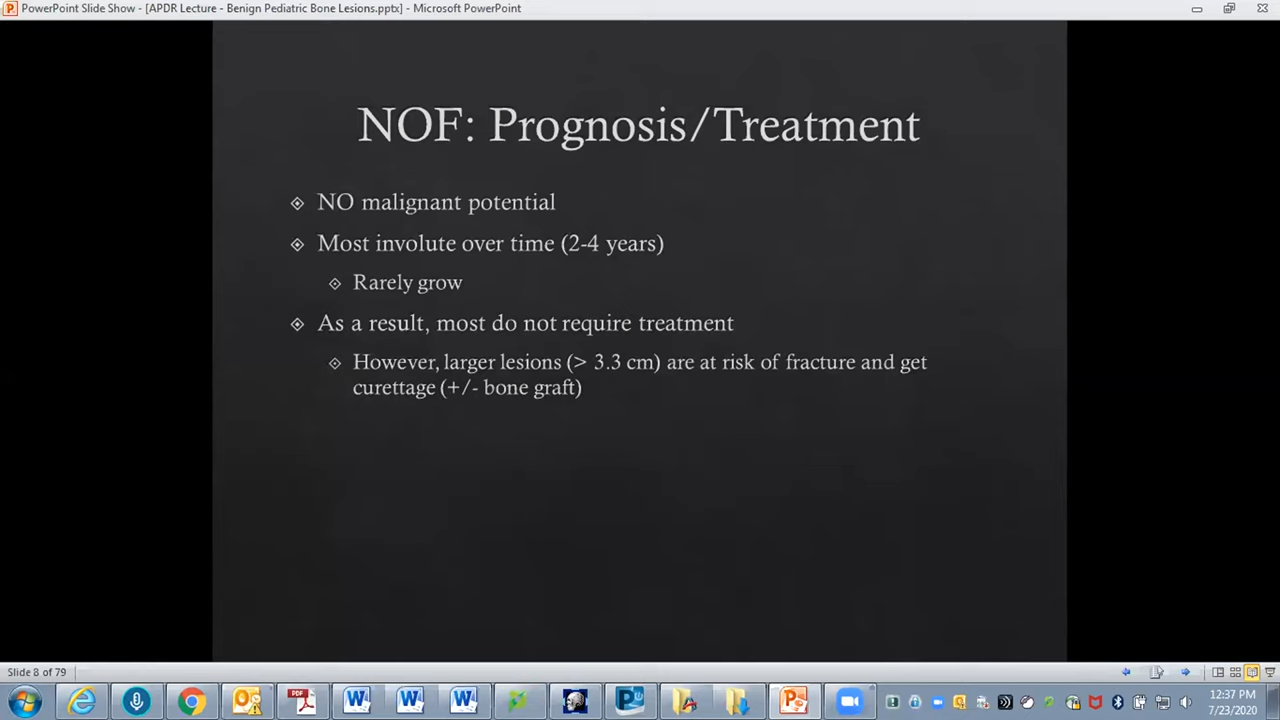 PowerPoint Slide Show - [APDR Lecture - Benign Pediatric Bone Lesions.pptx] - Microsoft PowerPoint
NOF: Prognosis/Treatment
NO malignant potential
Most involute over time (2-4 years)
Rarely grow
As a result, most do not require treatment
However, larger lesions (> 3.3 cm) are at risk of fracture and get
curettage (+/- bone graft)
Slide 8 of 79
12:37 PM
7/23/2020